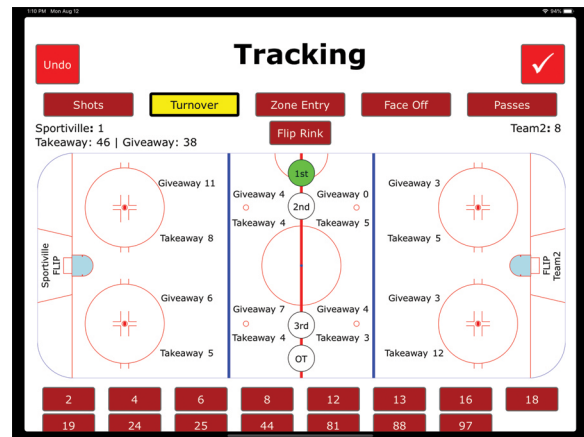 1:10 PM Mon Aug 12
94%
Undo
Tracking
Shots
Turnover
Zone Entry
Face Off
Passes
Sportiville: 1
Takeaway: 46 | Giveaway: 38
Flip Rink
Team2: 8
1st
Giveaway 11
Giveaway 4
Giveaway 0
Giveaway 3
2nd
Takeaway 8
Takeaway 4
Takeaway 5
Takeaway 5
Sportiville
FLIP
FLIP
Team2
Giveaway 6
Giveaway 7
Giveaway 4
Giveaway 3
3rd
Takeaway 5
Takeaway 4
Takeaway 3
Takeaway 12
OT
2
4
6
8
12
13
16
18
19
24
25
44
81
88
97